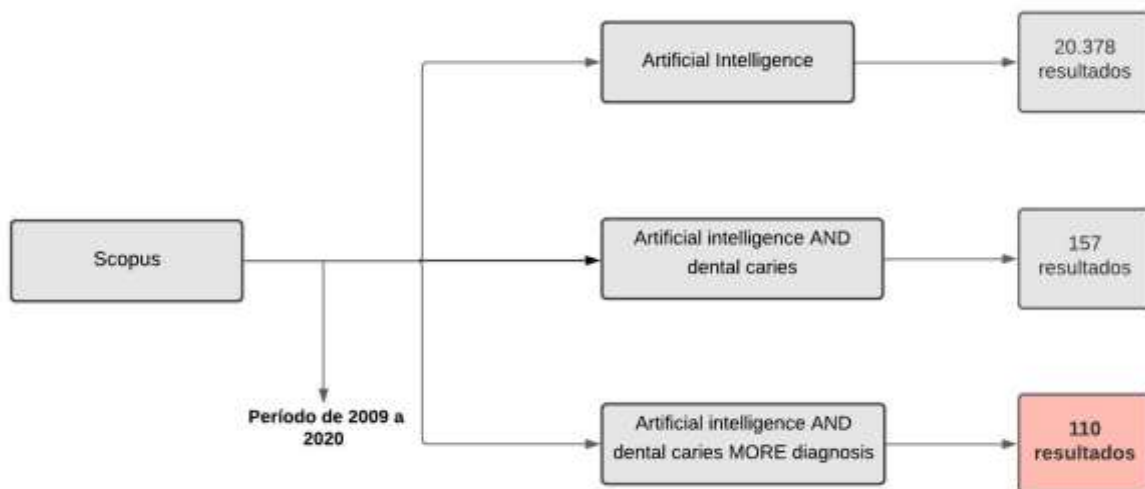 Artificial Intelligence
20.378
resultados
Scopus
Artificial intelligence AND
dental caries
157
resultados
Período de 2009 a
2020
Artificial intelligence AND
dental caries MORE diagnosis
110
resultados